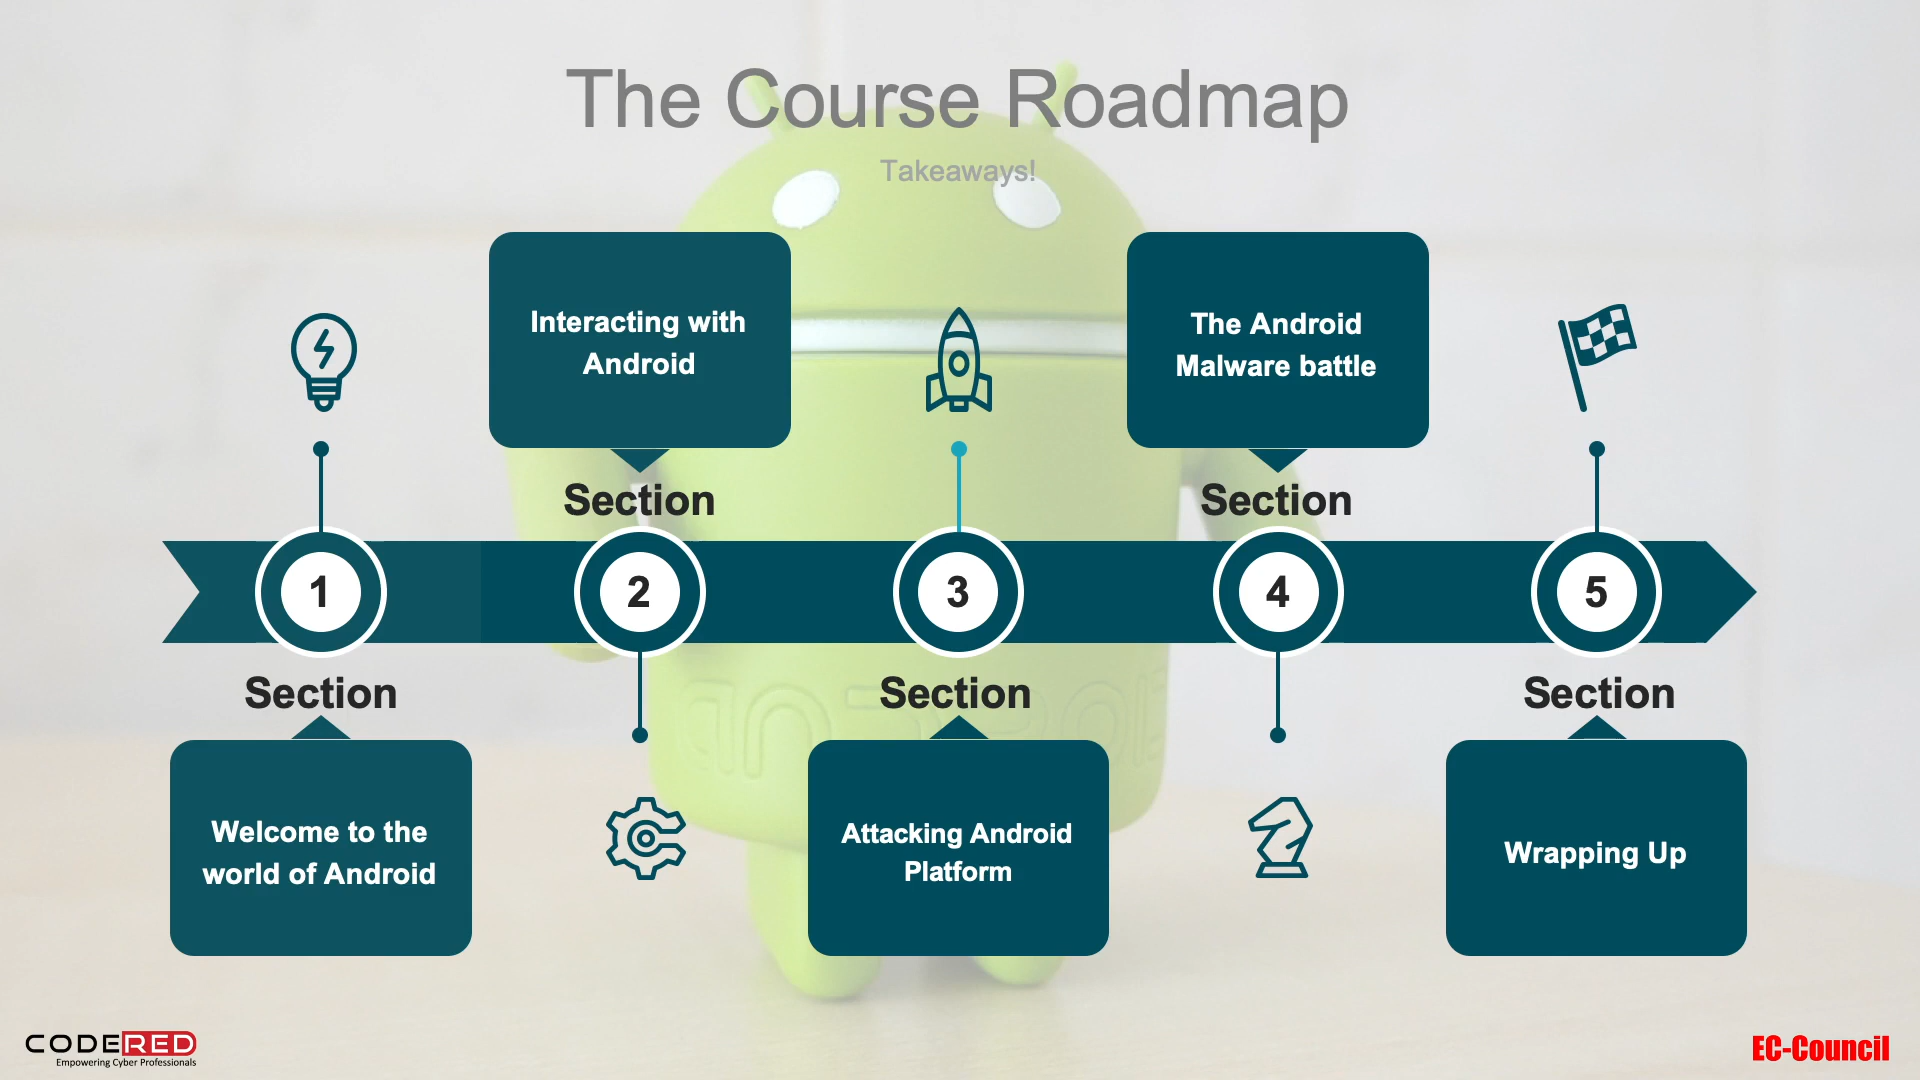 The Course Roadmap
Takeaways!
Interacting with
Android
The Android
Malware battle
Section
Section
1
2
3
4
5
Section
Section
Section
Welcome to the
world of Android
Attacking Android
Platform
Wrapping Up
CODERED
Empowering Cyber Professionals
EC-Council